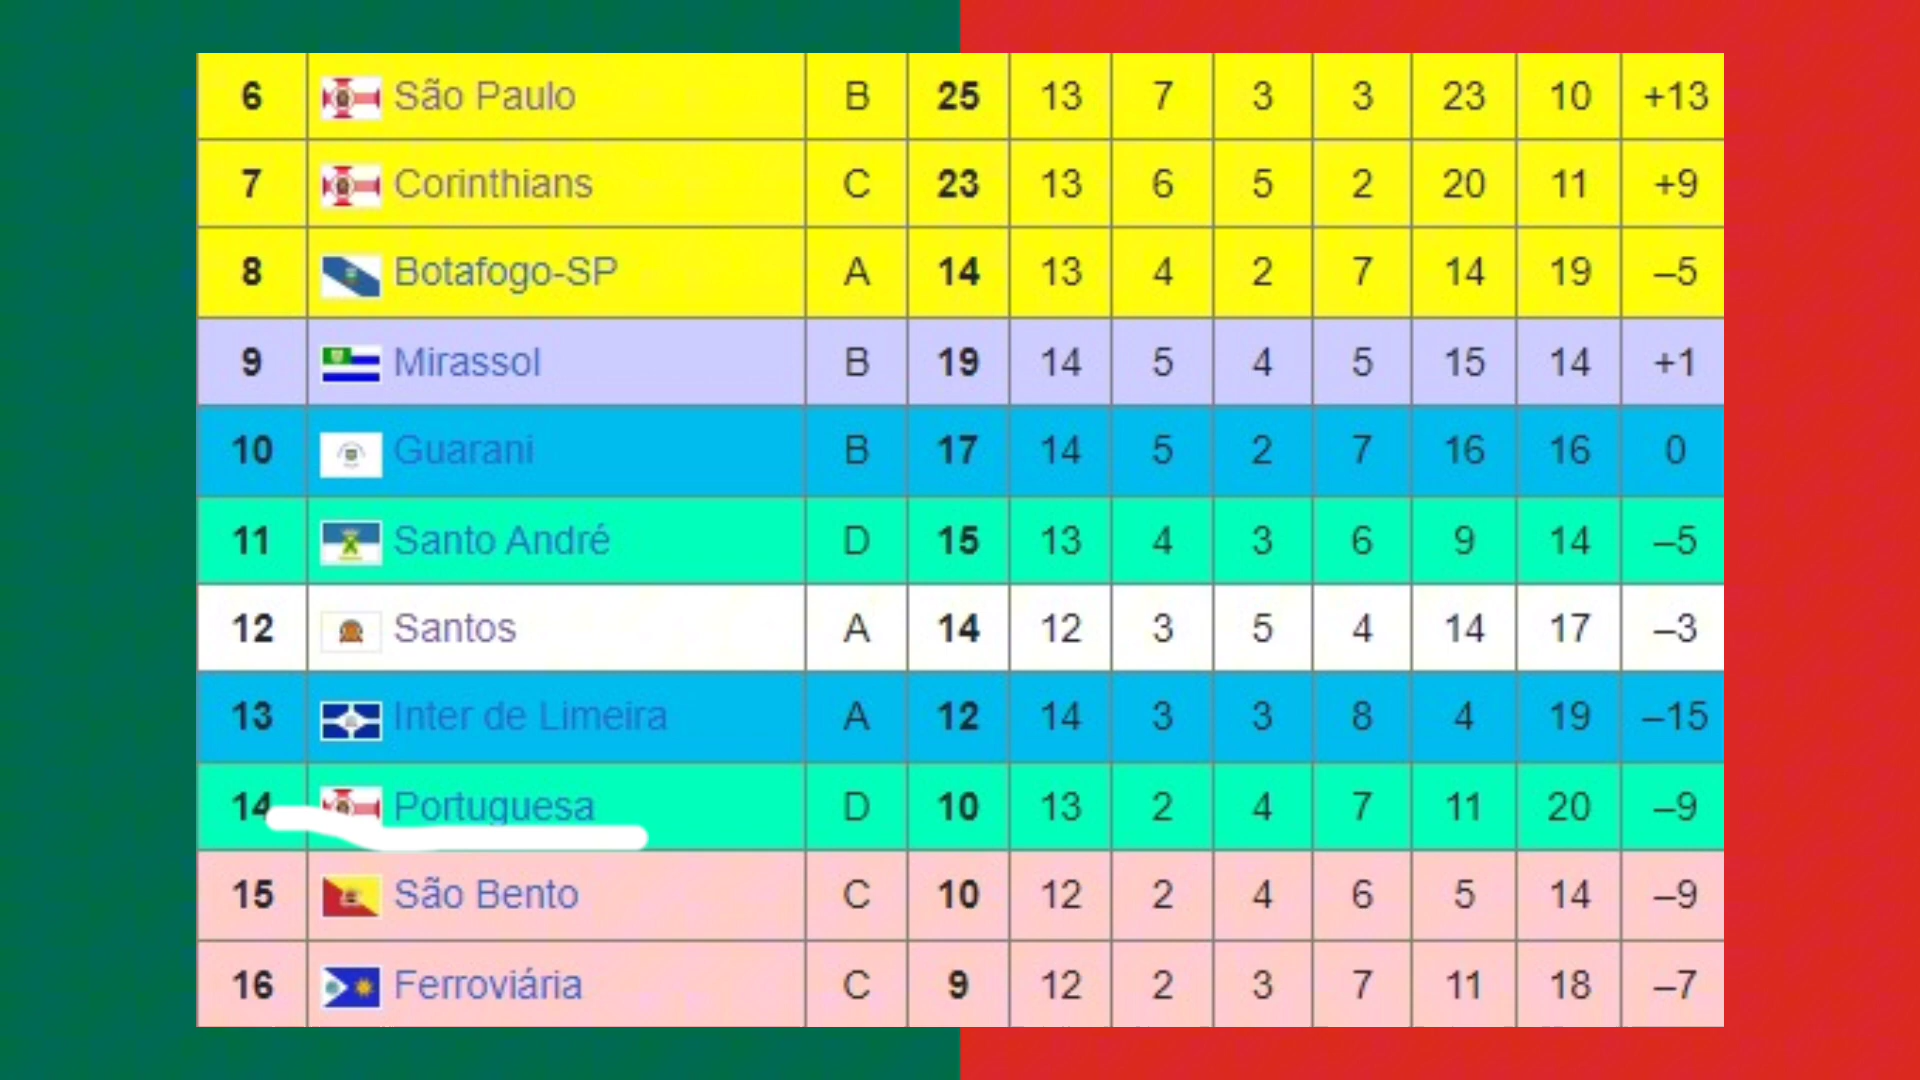 6 São Paulo B 25 13 7 3 3 23 10 +13
7 Corinthians C 23 13 6 5 2 20 11 +9
8 Botafogo-SP A 14 13 4 2 7 14 19 –5
9 Mirassol B 19 14 5 4 5 15 14 +1
10 Guarani B 17 14 5 2 7 16 16 0
11 Santo André D 15 13 4 3 6 9 14 –5
12 Santos A 14 12 3 5 4 14 17 –3
13 Inter de Limeira A 12 14 3 3 8 4 19 –15
14 Portuguesa D 10 13 2 4 7 11 20 –9
15 São Bento C 10 12 2 4 6 5 14 –9
16 Ferroviária C 9 12 2 3 7 11 18 –7